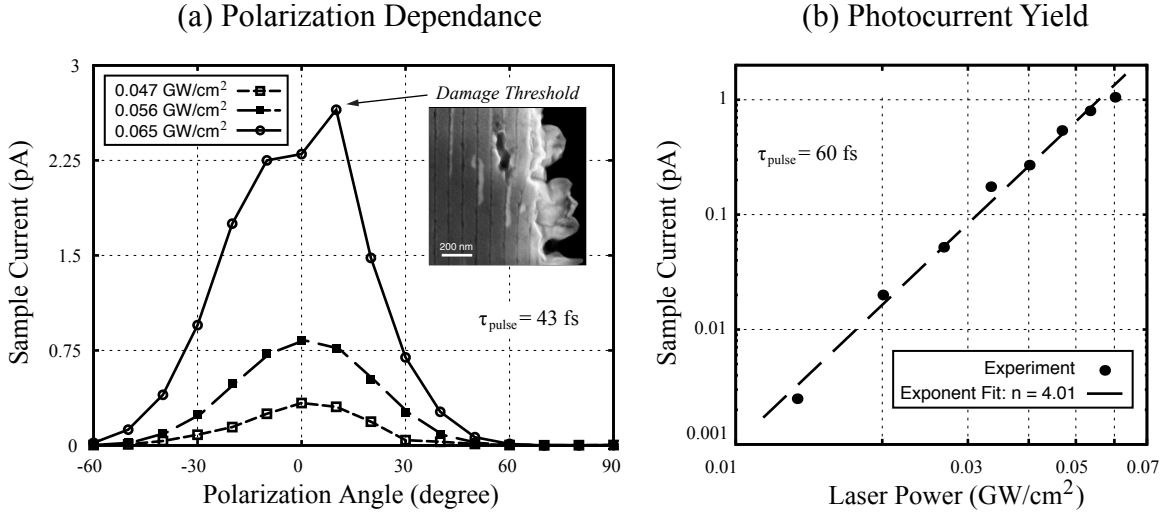 (a) Polarization Dependance
3
2.25
1.5
0.75
0
-60
-30
0
30
60
90
Sample Current (pA)
Polarization Angle (degree)
0.047 GW/cm²
0.056 GW/cm²
0.065 GW/cm²
Damage Threshold
200 nm
τpulse = 43 fs
(b) Photocurrent Yield
1
0.1
0.01
0.001
0.01
0.03
0.05
0.07
Sample Current (pA)
Laser Power (GW/cm²)
τpulse = 60 fs
Experiment
Exponent Fit: n = 4.01